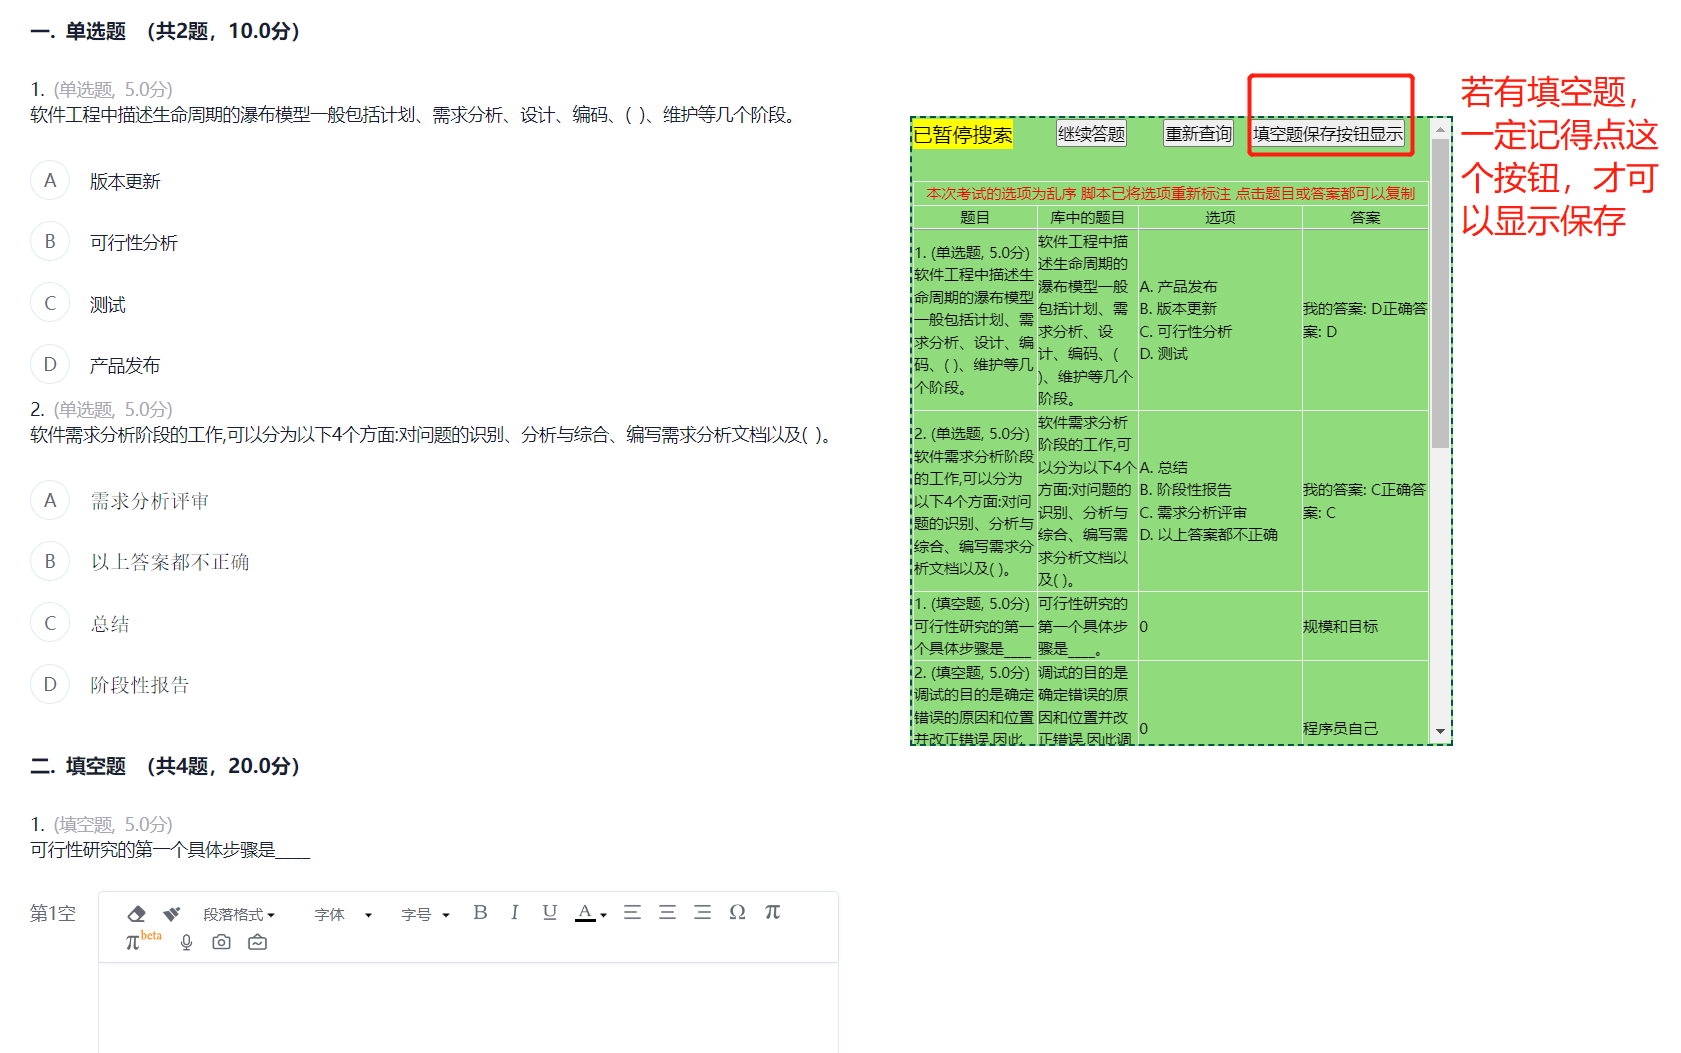 一. 单选题 （共2题，10.0分）
1. (单选题, 5.0分)
软件工程中描述生命周期的瀑布模型一般包括计划、需求分析、设计、编码、( )、维护等几个阶段。
A 版本更新
B 可行性分析
C 测试
D 产品发布
2. (单选题, 5.0分)
软件需求分析阶段的工作,可以分为以下4个方面:对问题的识别、分析与综合、编写需求分析文档以及( )。
A 需求分析评审
B 以上答案都不正确
C 总结
D 阶段性报告
二. 填空题 （共4题，20.0分）
1. (填空题, 5.0分)
可行性研究的第一个具体步骤是____
第1空
段落格式 字体 字号 B I U A Ω π
π beta
已暂停搜索 继续答题 重新查询 填空题保存按钮显示
本次考试的选项为乱序 脚本已将选项重新标注 点击题目或答案都可以复制
题目 库中的题目 选项 答案
1. (单选题, 5.0分)
软件工程中描述生
命周期的瀑布模型
一般包括计划、需
求分析、设计、编
码、( )、维护等几
个阶段。
软件工程中描
述生命周期的
瀑布模型一般
包括计划、需
求分析、设
计、编码、(
)、维护等几个
阶段。
A. 产品发布
B. 版本更新
C. 可行性分析
D. 测试
我的答案: D正确答
案: D
2. (单选题, 5.0分)
软件需求分析阶段
的工作,可以分为
以下4个方面:对问
题的识别、分析与
综合、编写需求分
析文档以及( )。
软件需求分析
阶段的工作,可
以分为以下4个
方面:对问题的
识别、分析与
综合、编写需
求分析文档以
及( )。
A. 总结
B. 阶段性报告
C. 需求分析评审
D. 以上答案都不正确
我的答案: C正确答
案: C
1. (填空题, 5.0分)
可行性研究的第一
个具体步骤是____
可行性研究的
第一个具体步
骤是____。
0
规模和目标
2. (填空题, 5.0分)
调试的目的是确定
错误的原因和位置
并改正错误,因此
调试的目的是
确定错误的原
因和位置并改
正错误,因此调
0
程序员自己
若有填空题，
一定记得点这
个按钮，才可
以显示保存